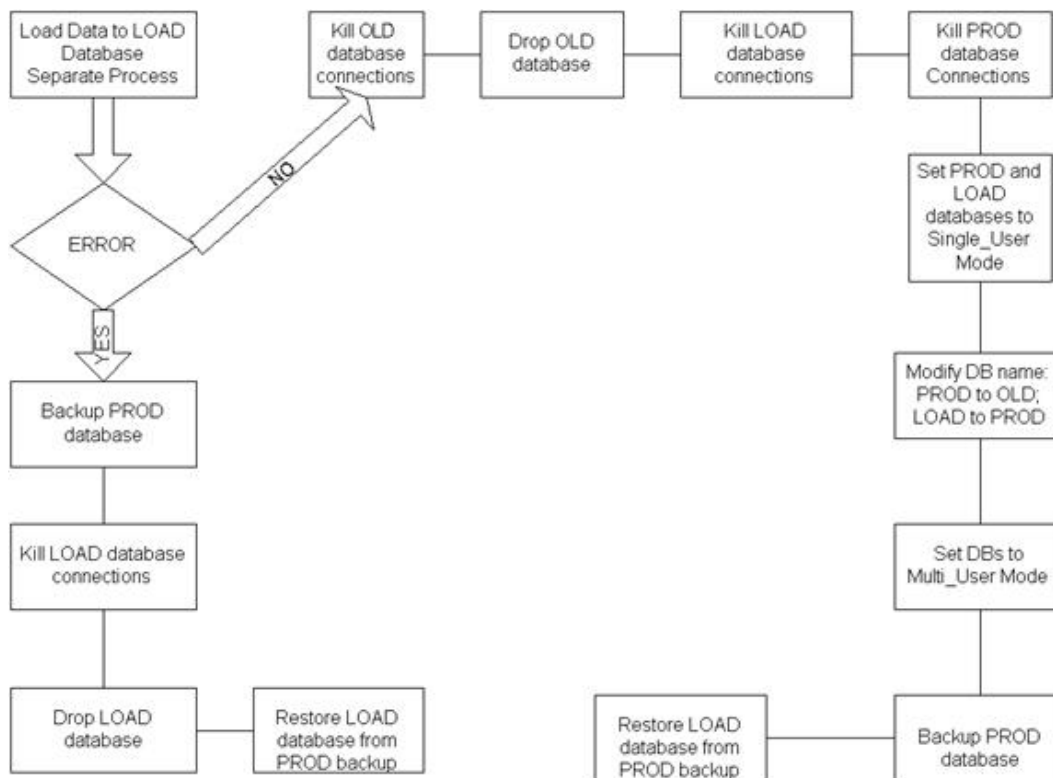 Load Data to LOAD
Database
Separate Process
ERROR
NO
YES
Kill OLD
database
connections
Drop OLD
database
Kill LOAD
database
connections
Kill PROD
database
Connections
Set PROD and
LOAD
databases to
Single_User
Mode
Modify DB name:
PROD to OLD;
LOAD to PROD
Set DBs to
Multi_User Mode
Backup PROD
database
Restore LOAD
database from
PROD backup
Backup PROD
database
Kill LOAD database
connections
Drop LOAD
database
Restore LOAD
database from
PROD backup